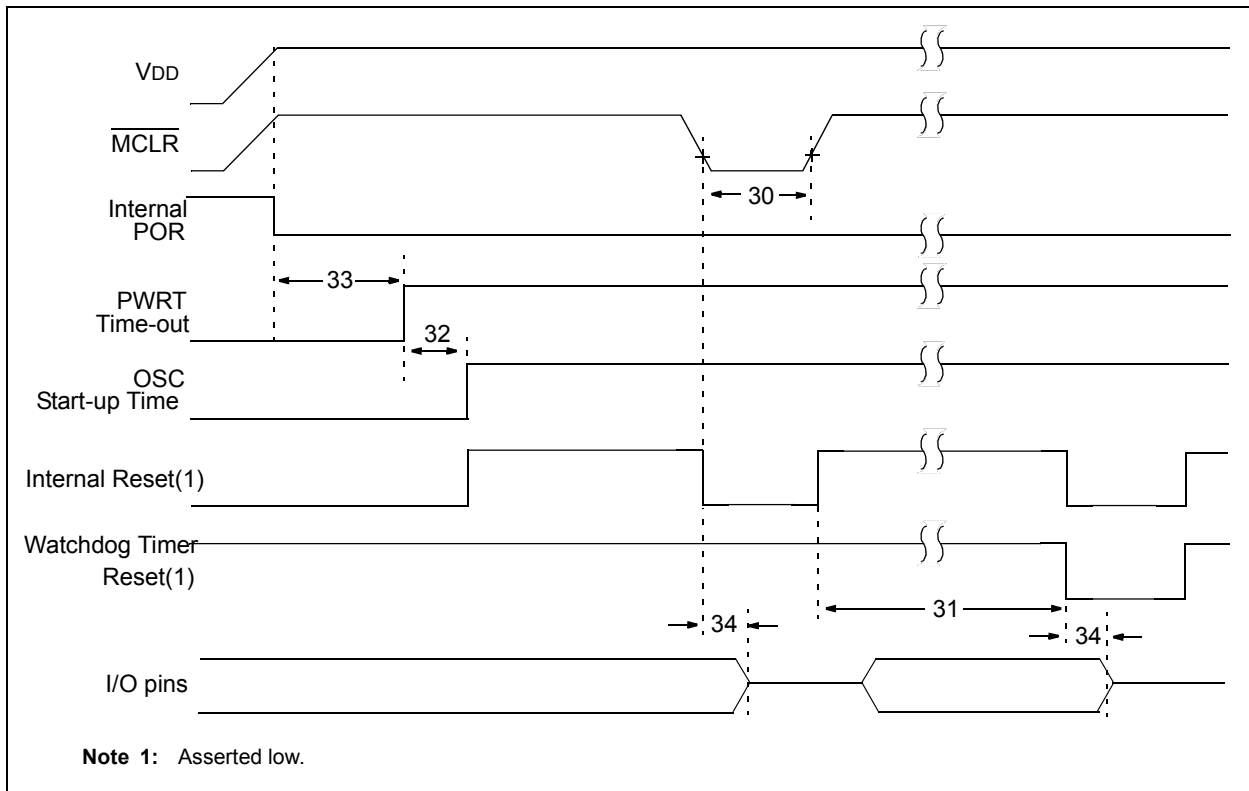 VDD
MCLR
30
Internal
POR
33
PWRT
Time-out
32
OSC
Start-up Time
Internal Reset(1)
Watchdog Timer
Reset(1)
31
34
34
I/O pins
Note 1: Asserted low.